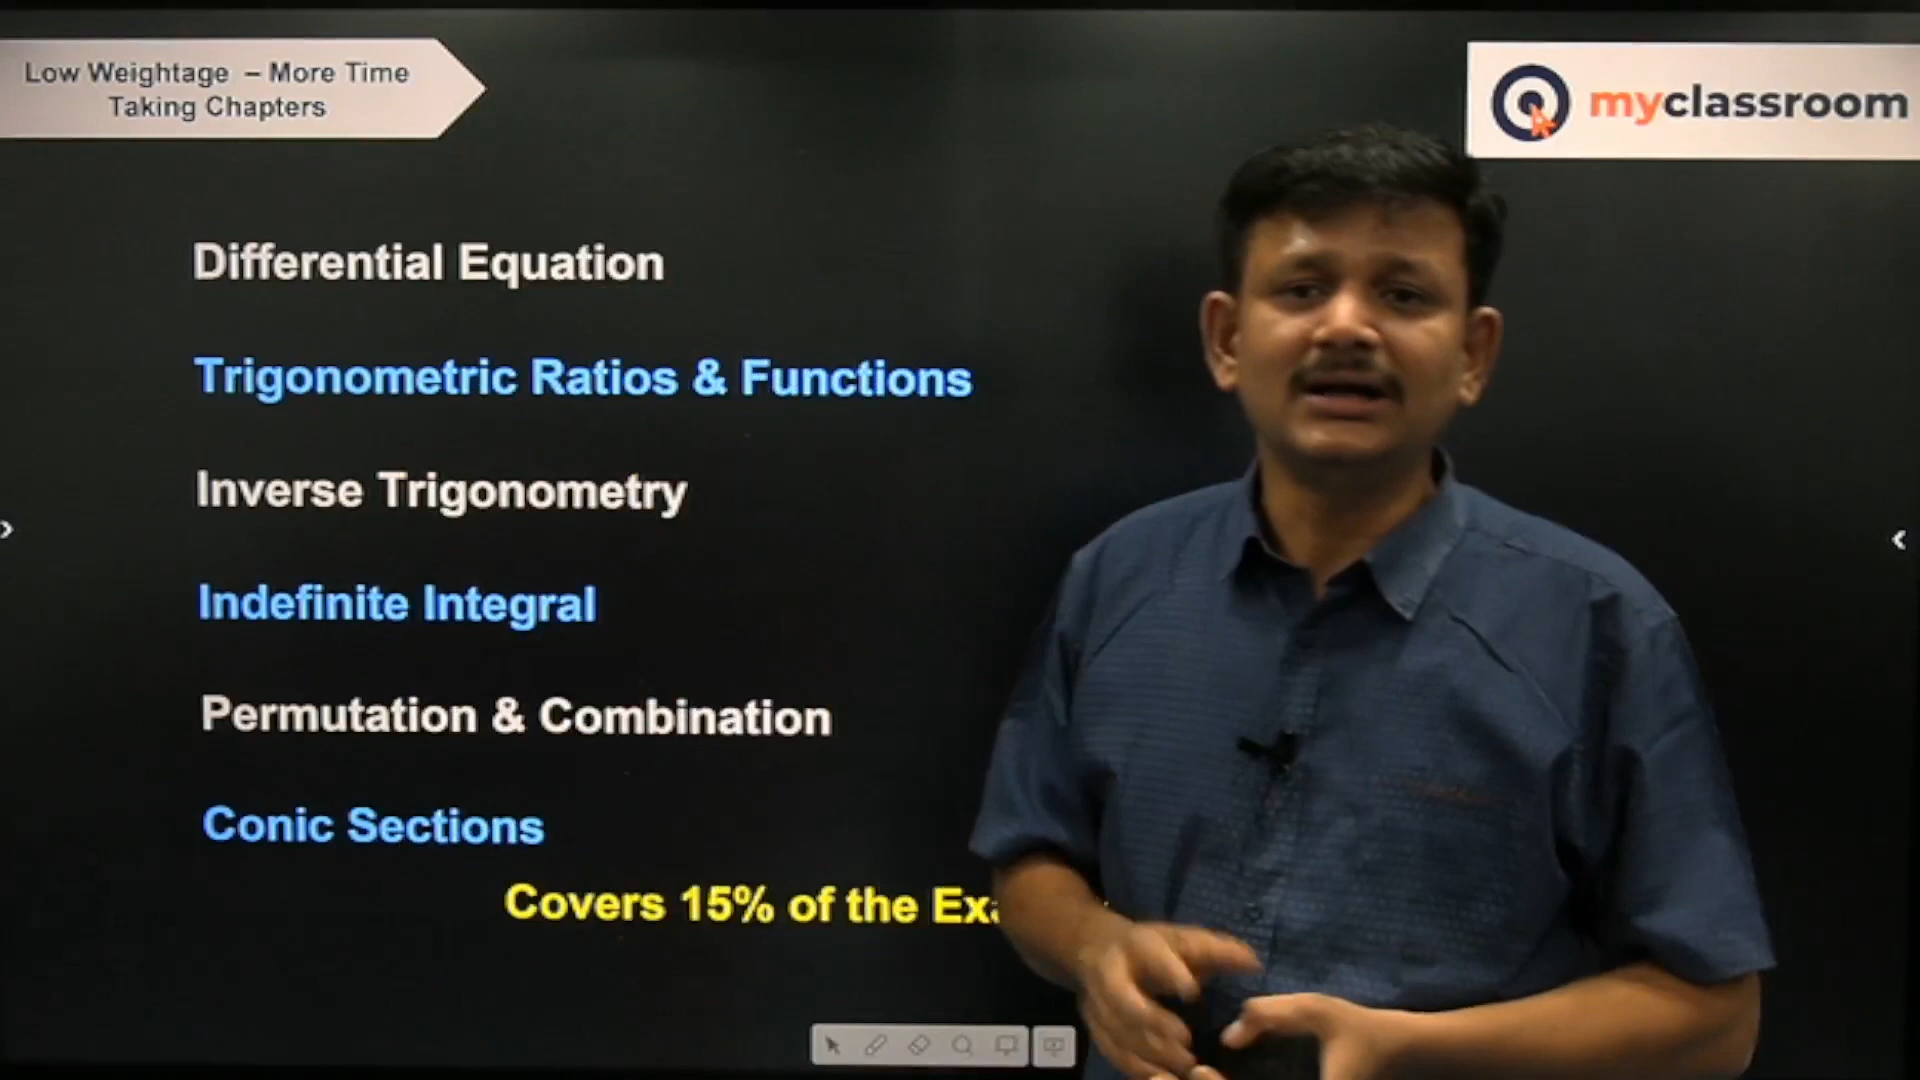 Low Weightage – More Time
Taking Chapters
myclassroom
Differential Equation
Trigonometric Ratios & Functions
Inverse Trigonometry
Indefinite Integral
Permutation & Combination
Conic Sections
Covers 15% of the